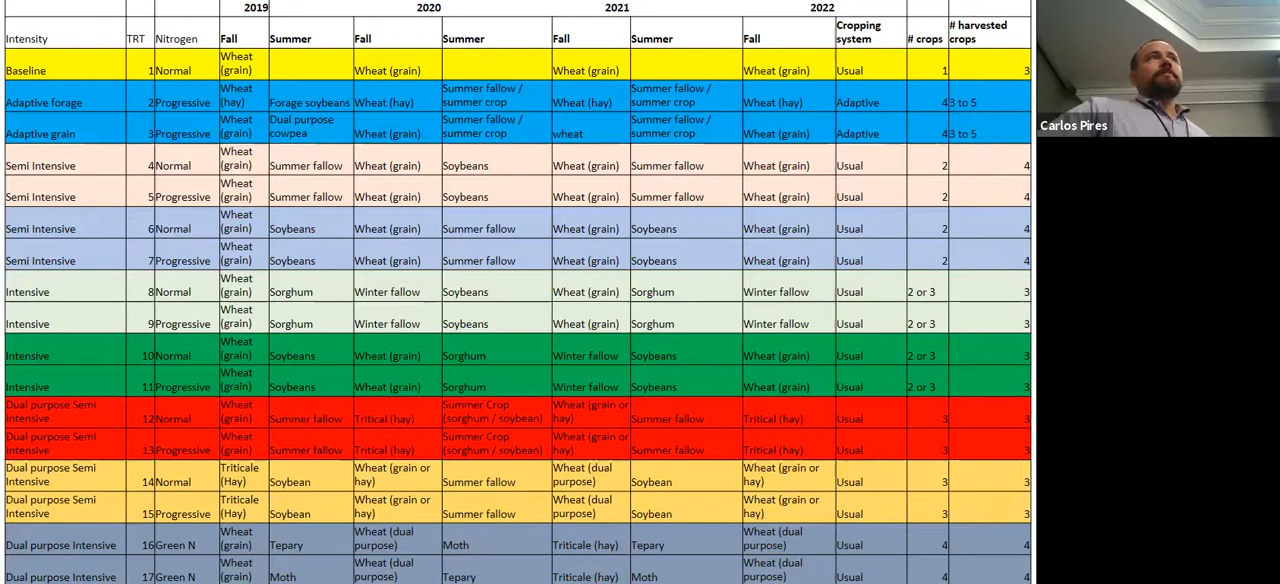 2019 2020 2021 2022
Intensity TRT Nitrogen Fall Summer Fall Summer Fall Summer Fall Cropping system # crops # harvested crops
Baseline 1 Normal Wheat (grain) Wheat (grain) Wheat (grain) Wheat (grain) Usual 1 3
Adaptive forage 2 Progressive Wheat (hay) Forage soybeans Wheat (hay) Summer fallow / summer crop Wheat (hay) Summer fallow / summer crop Wheat (hay) Adaptive 4 3 to 5
Adaptive grain 3 Progressive Wheat (grain) Dual purpose cowpea Wheat (grain) Summer fallow / summer crop wheat Summer fallow / summer crop Wheat (grain) Adaptive 4 3 to 5
Semi Intensive 4 Normal Wheat (grain) Summer fallow Wheat (grain) Soybeans Wheat (grain) Summer fallow Wheat (grain) Usual 2 4
Semi Intensive 5 Progressive Wheat (grain) Summer fallow Wheat (grain) Soybeans Wheat (grain) Summer fallow Wheat (grain) Usual 2 4
Semi Intensive 6 Normal Wheat (grain) Soybeans Wheat (grain) Summer fallow Wheat (grain) Soybeans Wheat (grain) Usual 2 4
Semi Intensive 7 Progressive Wheat (grain) Soybeans Wheat (grain) Summer fallow Wheat (grain) Soybeans Wheat (grain) Usual 2 4
Intensive 8 Normal Wheat (grain) Sorghum Winter fallow Soybeans Wheat (grain) Sorghum Winter fallow Usual 2 or 3 3
Intensive 9 Progressive Wheat (grain) Sorghum Winter fallow Soybeans Wheat (grain) Sorghum Winter fallow Usual 2 or 3 3
Intensive 10 Normal Wheat (grain) Soybeans Wheat (grain) Sorghum Winter fallow Soybeans Wheat (grain) Usual 2 or 3 3
Intensive 11 Progressive Wheat (grain) Soybeans Wheat (grain) Sorghum Winter fallow Soybeans Wheat (grain) Usual 2 or 3 3
Dual purpose Semi Intensive 12 Normal Wheat (grain) Summer fallow Tritical (hay) Summer Crop (sorghum / soybean) Wheat (grain or hay) Summer fallow Tritical (hay) Usual 3 3
Dual purpose Semi Intensive 13 Progressive Wheat (grain) Summer fallow Tritical (hay) Summer Crop (sorghum / soybean) Wheat (grain or hay) Summer fallow Tritical (hay) Usual 3 3
Dual purpose Semi Intensive 14 Normal Triticale (Hay) Soybean Wheat (grain or hay) Summer fallow Wheat (dual purpose) Soybean Wheat (grain or hay) Usual 3 3
Dual purpose Semi Intensive 15 Progressive Triticale (Hay) Soybean Wheat (grain or hay) Summer fallow Wheat (dual purpose) Soybean Wheat (grain or hay) Usual 3 3
Dual purpose Intensive 16 Green N Wheat (grain) Tepary Wheat (dual purpose) Moth Triticale (hay) Tepary Wheat (dual purpose) Usual 4 4
Dual purpose Intensive 17 Green N Wheat (grain) Moth Wheat (dual purpose) Tepary Triticale (hay) Moth Wheat (dual purpose) Usual 4 4
Carlos Pires